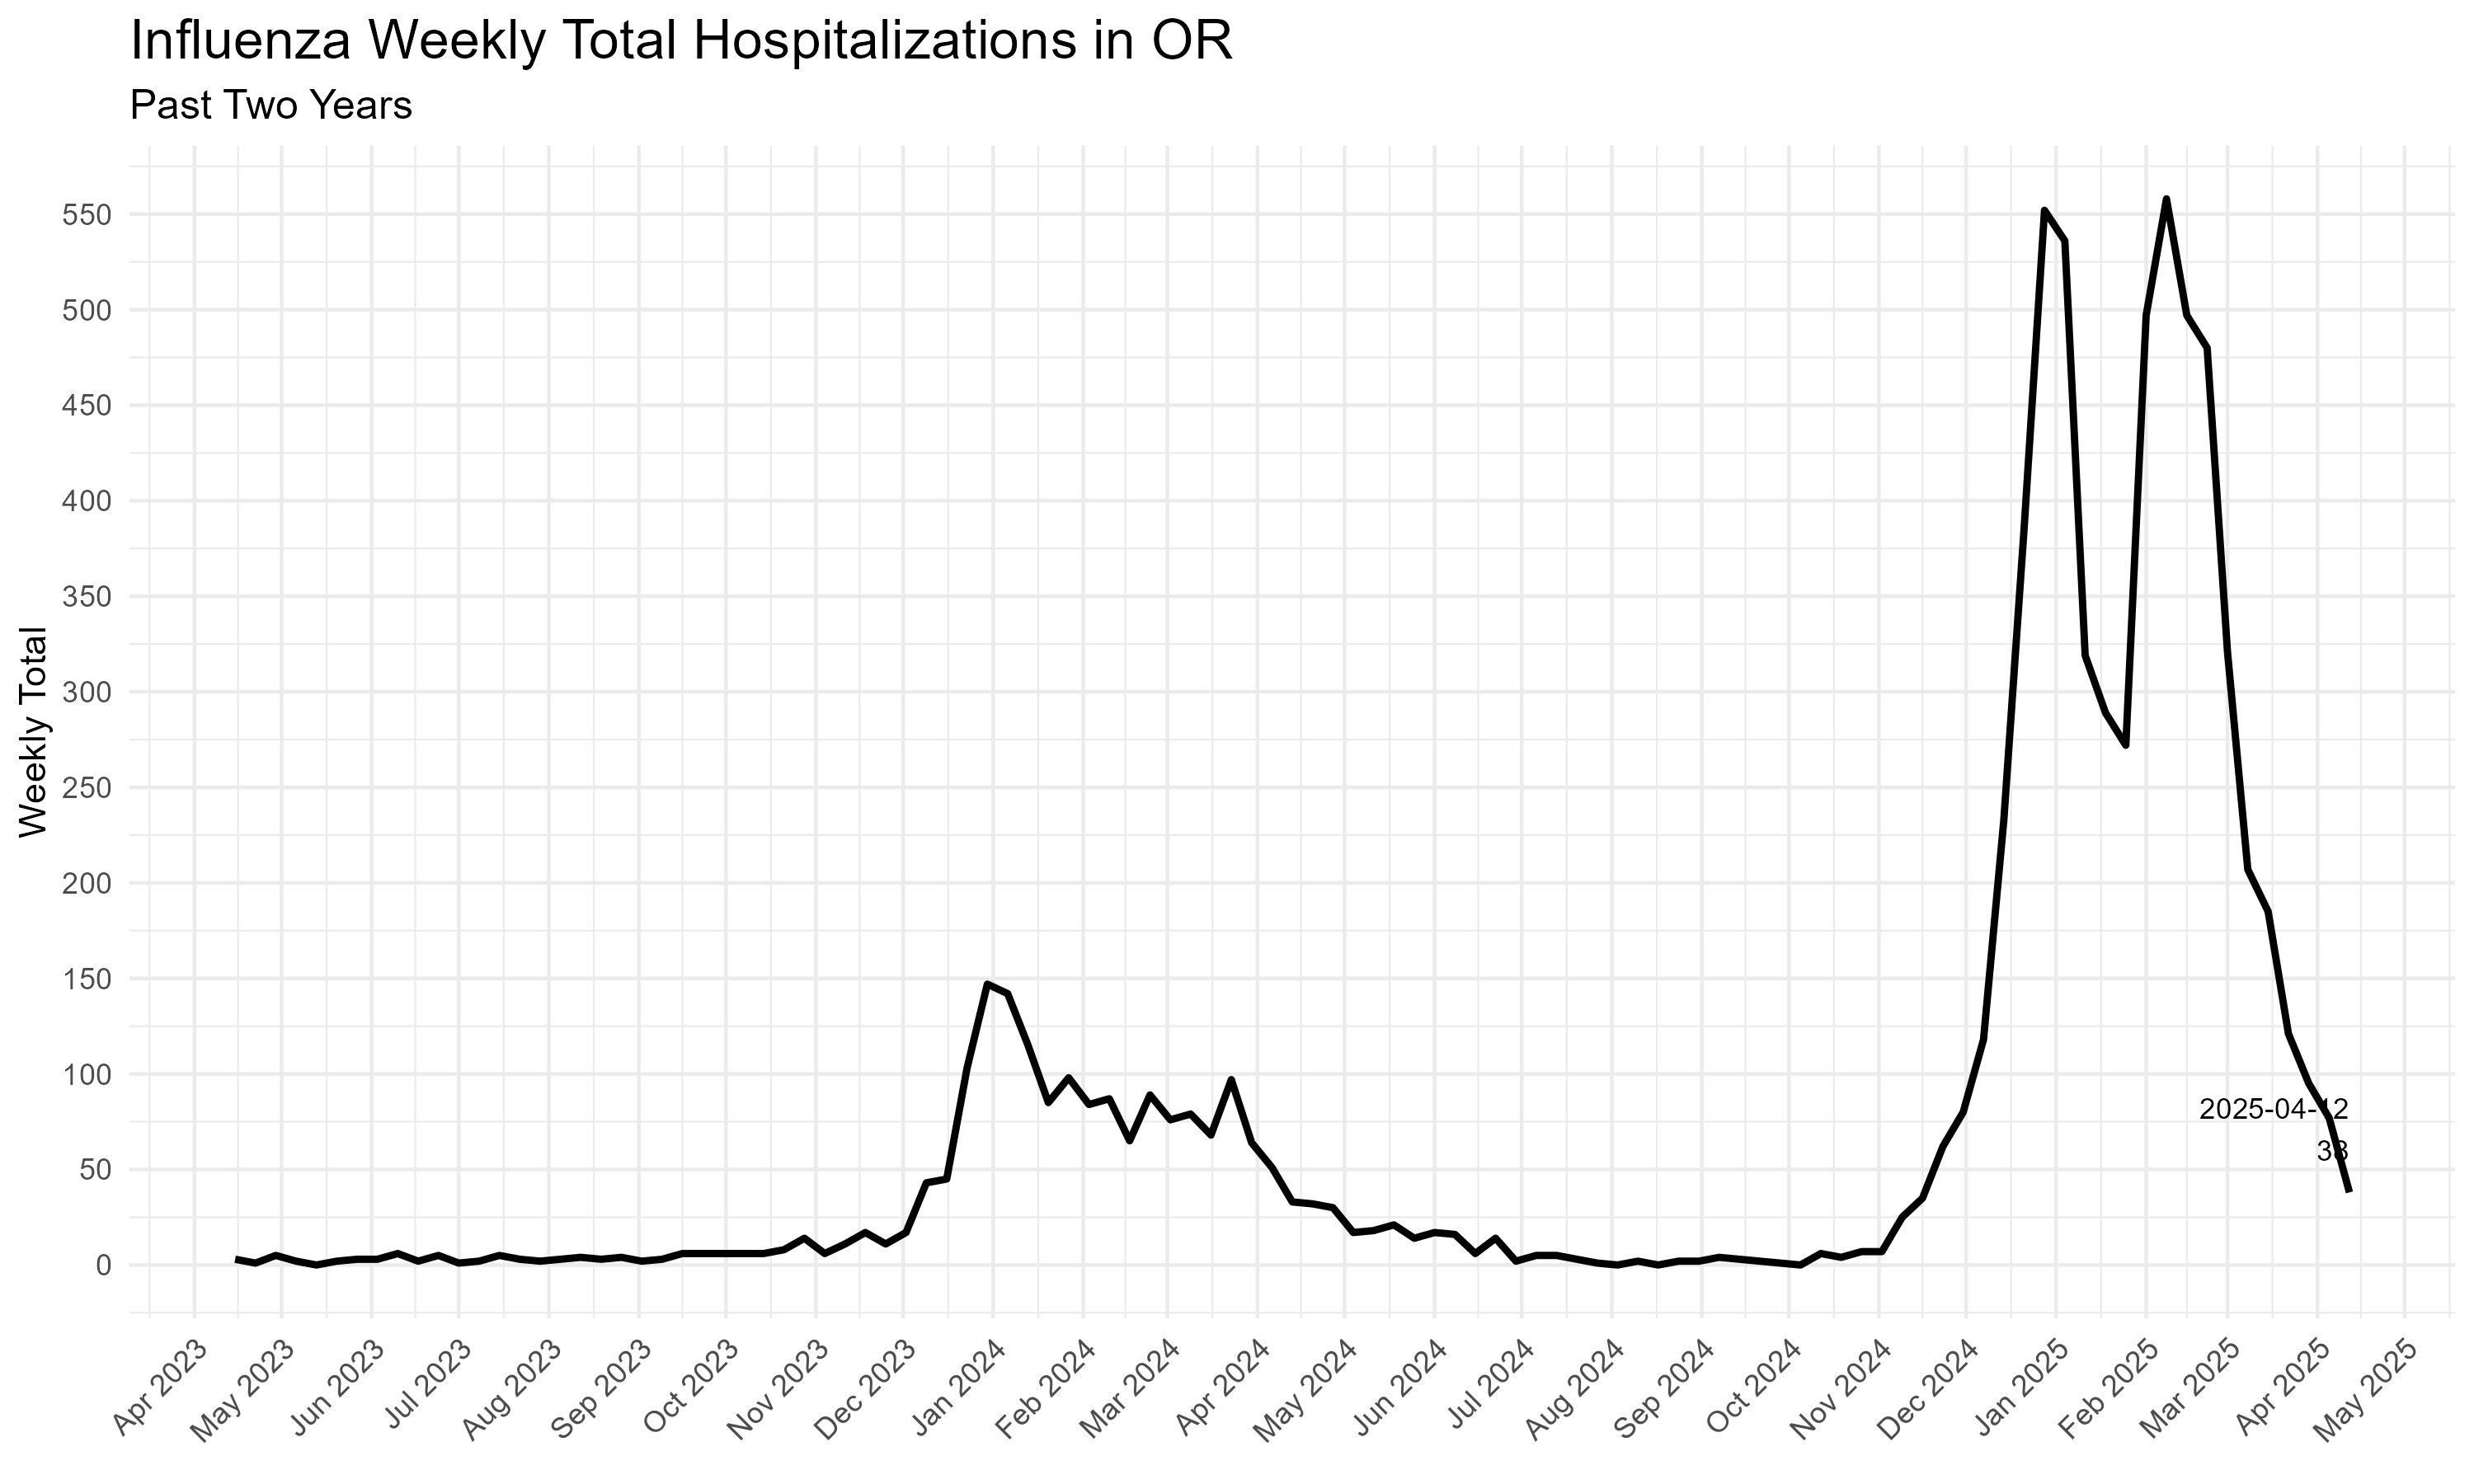 Influenza Weekly Total Hospitalizations in OR
Past Two Years
Weekly Total
550
500
450
400
350
300
250
200
150
100
50
0
2025-04-12
38
Apr 2023
May 2023
Jun 2023
Jul 2023
Aug 2023
Sep 2023
Oct 2023
Nov 2023
Dec 2023
Jan 2024
Feb 2024
Mar 2024
Apr 2024
May 2024
Jun 2024
Jul 2024
Aug 2024
Sep 2024
Oct 2024
Nov 2024
Dec 2024
Jan 2025
Feb 2025
Mar 2025
Apr 2025
May 2025